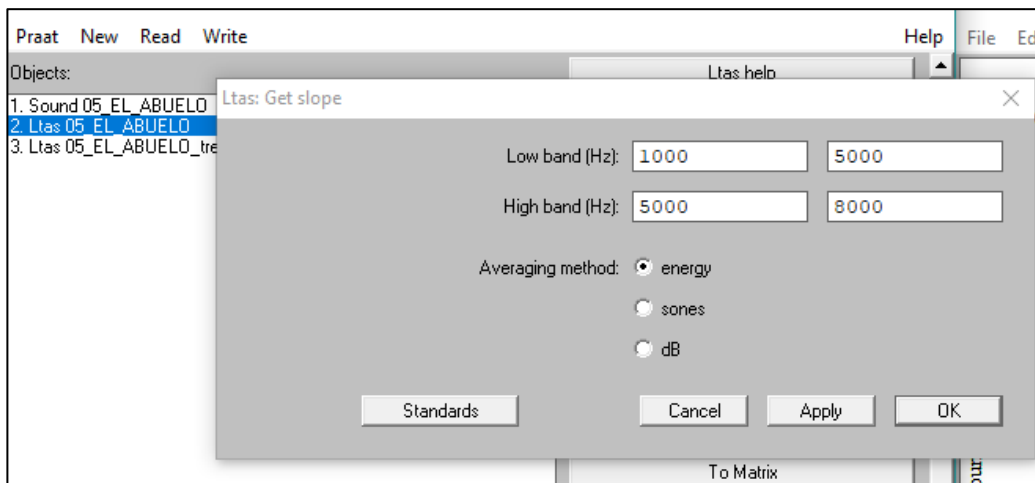 Praat New Read Write Help File Ed
Objects: Ltas help
1. Sound 05_EL_ABUELO
2. Ltas 05_EL_ABUELO
3. Ltas 05_EL_ABUELO_tre
Ltas: Get slope
Low band (Hz): 1000 5000
High band (Hz): 5000 8000
Averaging method: energy
sones
dB
Standards Cancel Apply OK
To Matrix